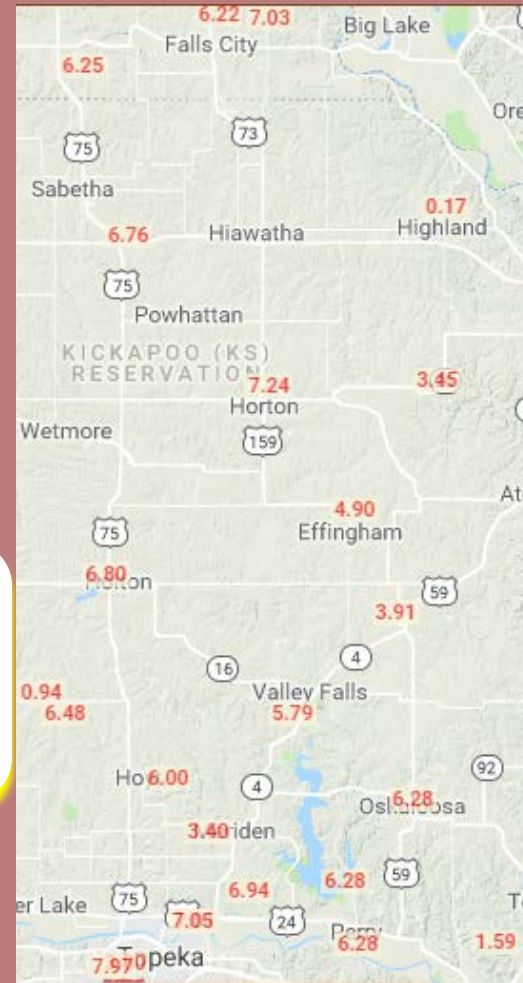 6.22 7.03
Big Lake
Falls City
6.25
Ore
73
75
Sabetha
0.17
6.76
Hiawatha
Highland
75
Powhattan
KICKAPOO (KS)
RESERVATION
7.24
3.45
Horton
Wetmore
159
At
4.90
75
Effingham
6.80
59
3.91
4
16
0.94
Valley Falls
6.48
5.79
92
6.00
4
6.28
3.40
59
6.28
6.94
er Lake
75
7.05
24
6.28
1.59
Topeka
7.97